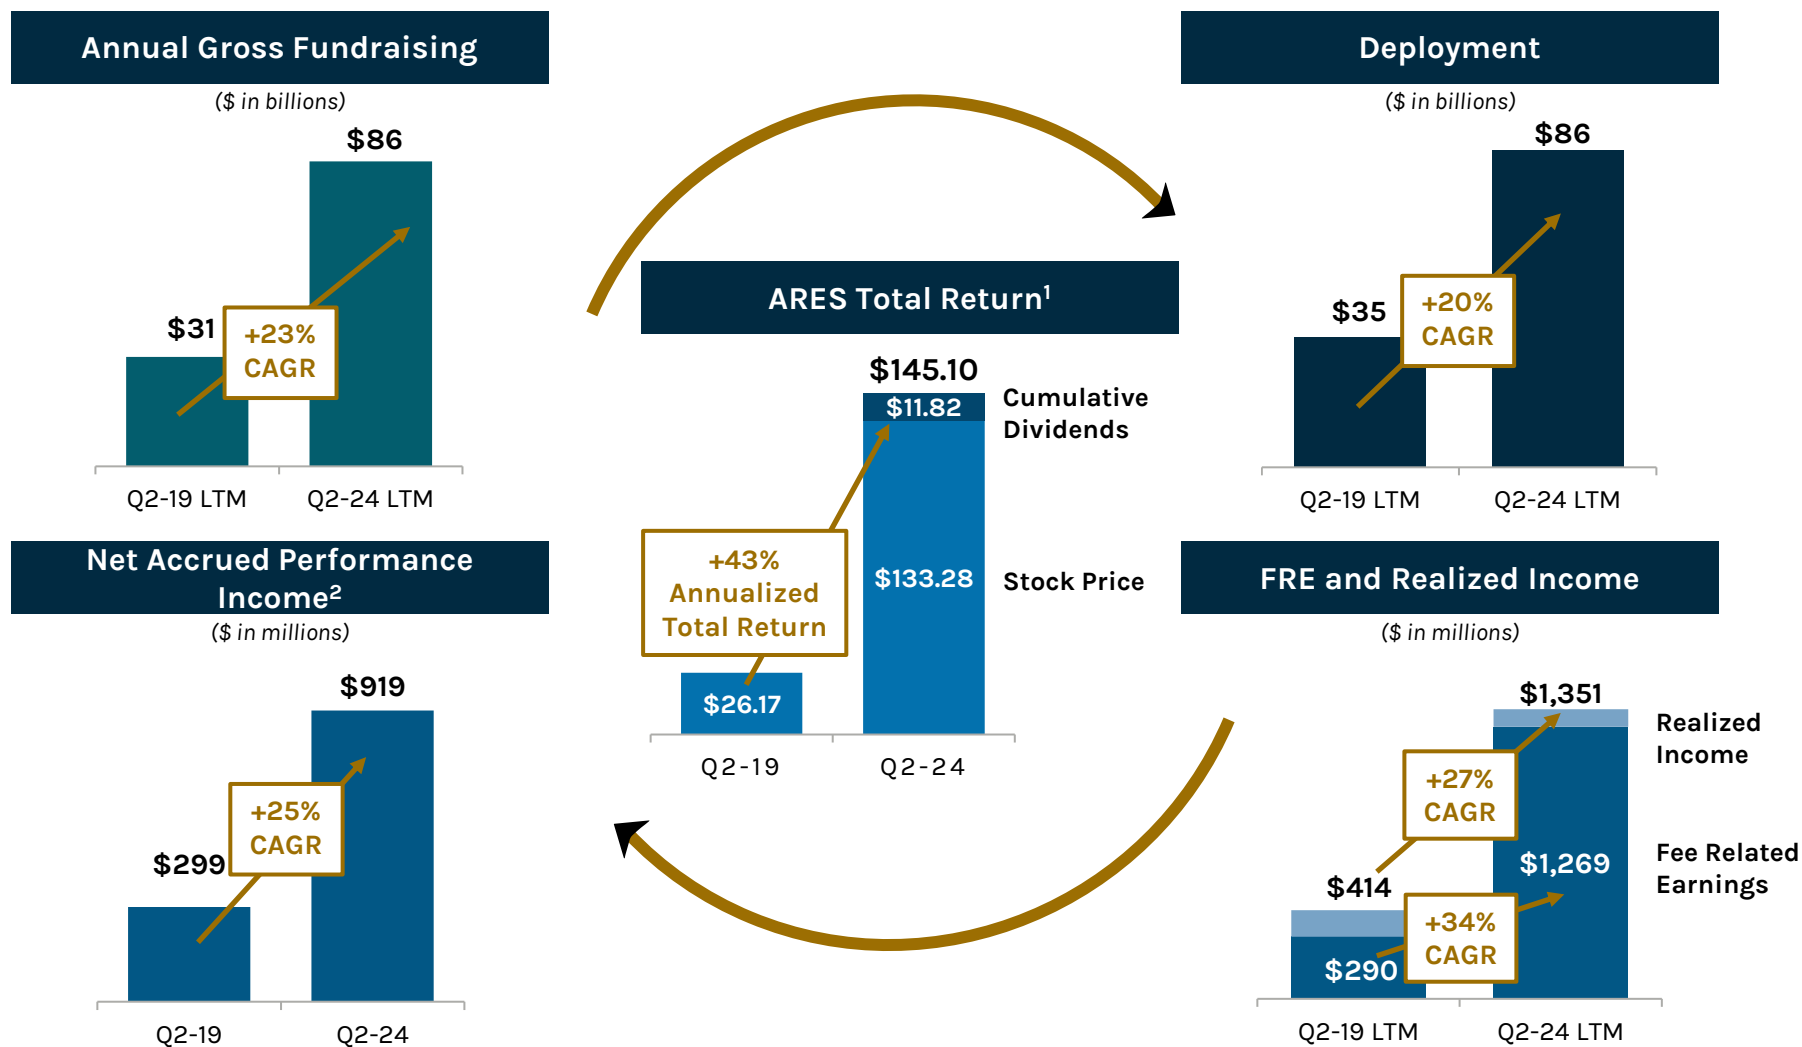 Annual Gross Fundraising
($ in billions)
$86
$31
+23%
CAGR
Q2-19 LTM
Q2-24 LTM
Deployment
($ in billions)
$86
$35
+20%
CAGR
Q2-19 LTM
Q2-24 LTM
ARES Total Return¹
$145.10
$11.82
Cumulative
Dividends
+43%
Annualized
Total Return
$133.28
Stock Price
$26.17
Q2-19
Q2-24
Net Accrued Performance
Income²
($ in millions)
$919
$299
+25%
CAGR
Q2-19
Q2-24
FRE and Realized Income
($ in millions)
$1,351
Realized
Income
+27%
CAGR
$1,269
Fee Related
Earnings
$414
+34%
CAGR
$290
Q2-19 LTM
Q2-24 LTM